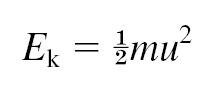 E_k = ½mu²